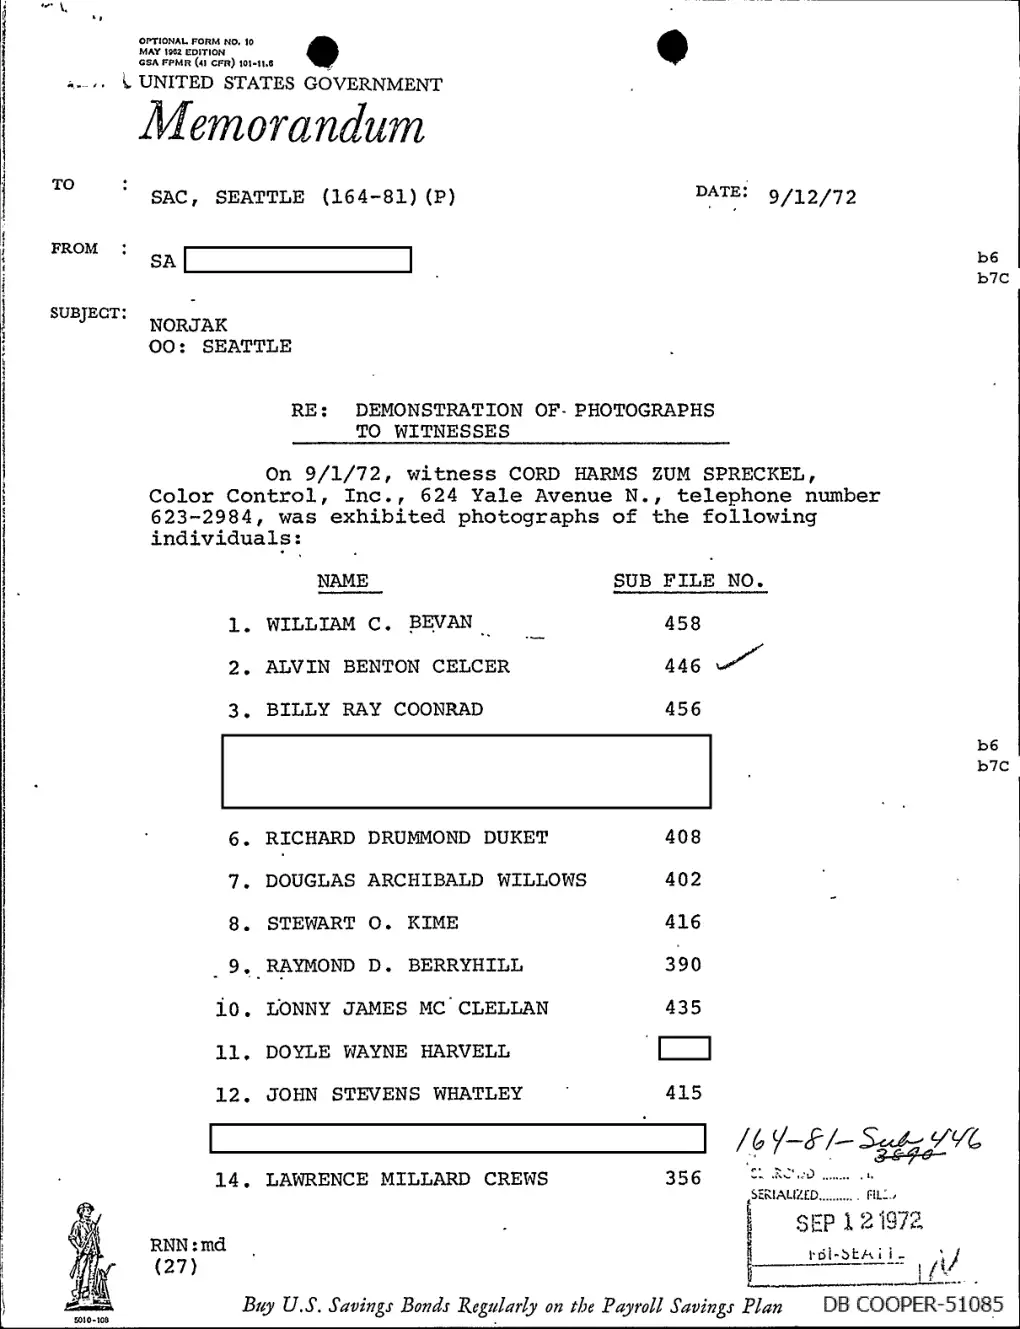 OPTIONAL FORM NO. 10
MAY 1962 EDITION
GSA FPMR (41 CFR) 101-11.6
UNITED STATES GOVERNMENT
Memorandum
TO : SAC, SEATTLE (164-81)(P) DATE: 9/12/72
FROM : SA
b6
b7C
SUBJECT: NORJAK
OO: SEATTLE
RE: DEMONSTRATION OF PHOTOGRAPHS
TO WITNESSES
On 9/1/72, witness CORD HARMS ZUM SPRECKEL,
Color Control, Inc., 624 Yale Avenue N., telephone number
623-2984, was exhibited photographs of the following
individuals:
NAME SUB FILE NO.
1. WILLIAM C. BEVAN 458
2. ALVIN BENTON CELCER 446
3. BILLY RAY COONRAD 456
b6
b7C
6. RICHARD DRUMMOND DUKET 408
7. DOUGLAS ARCHIBALD WILLOWS 402
8. STEWART O. KIME 416
9. RAYMOND D. BERRYHILL 390
10. LONNY JAMES MC CLELLAN 435
11. DOYLE WAYNE HARVELL
12. JOHN STEVENS WHATLEY 415
164-81-Sub 446
14. LAWRENCE MILLARD CREWS 356
SERIALIZED
SEP 12 1972
FBI-SEATTLE
RNN:md
(27)
Buy U.S. Savings Bonds Regularly on the Payroll Savings Plan
5010-108
DB COOPER-51085